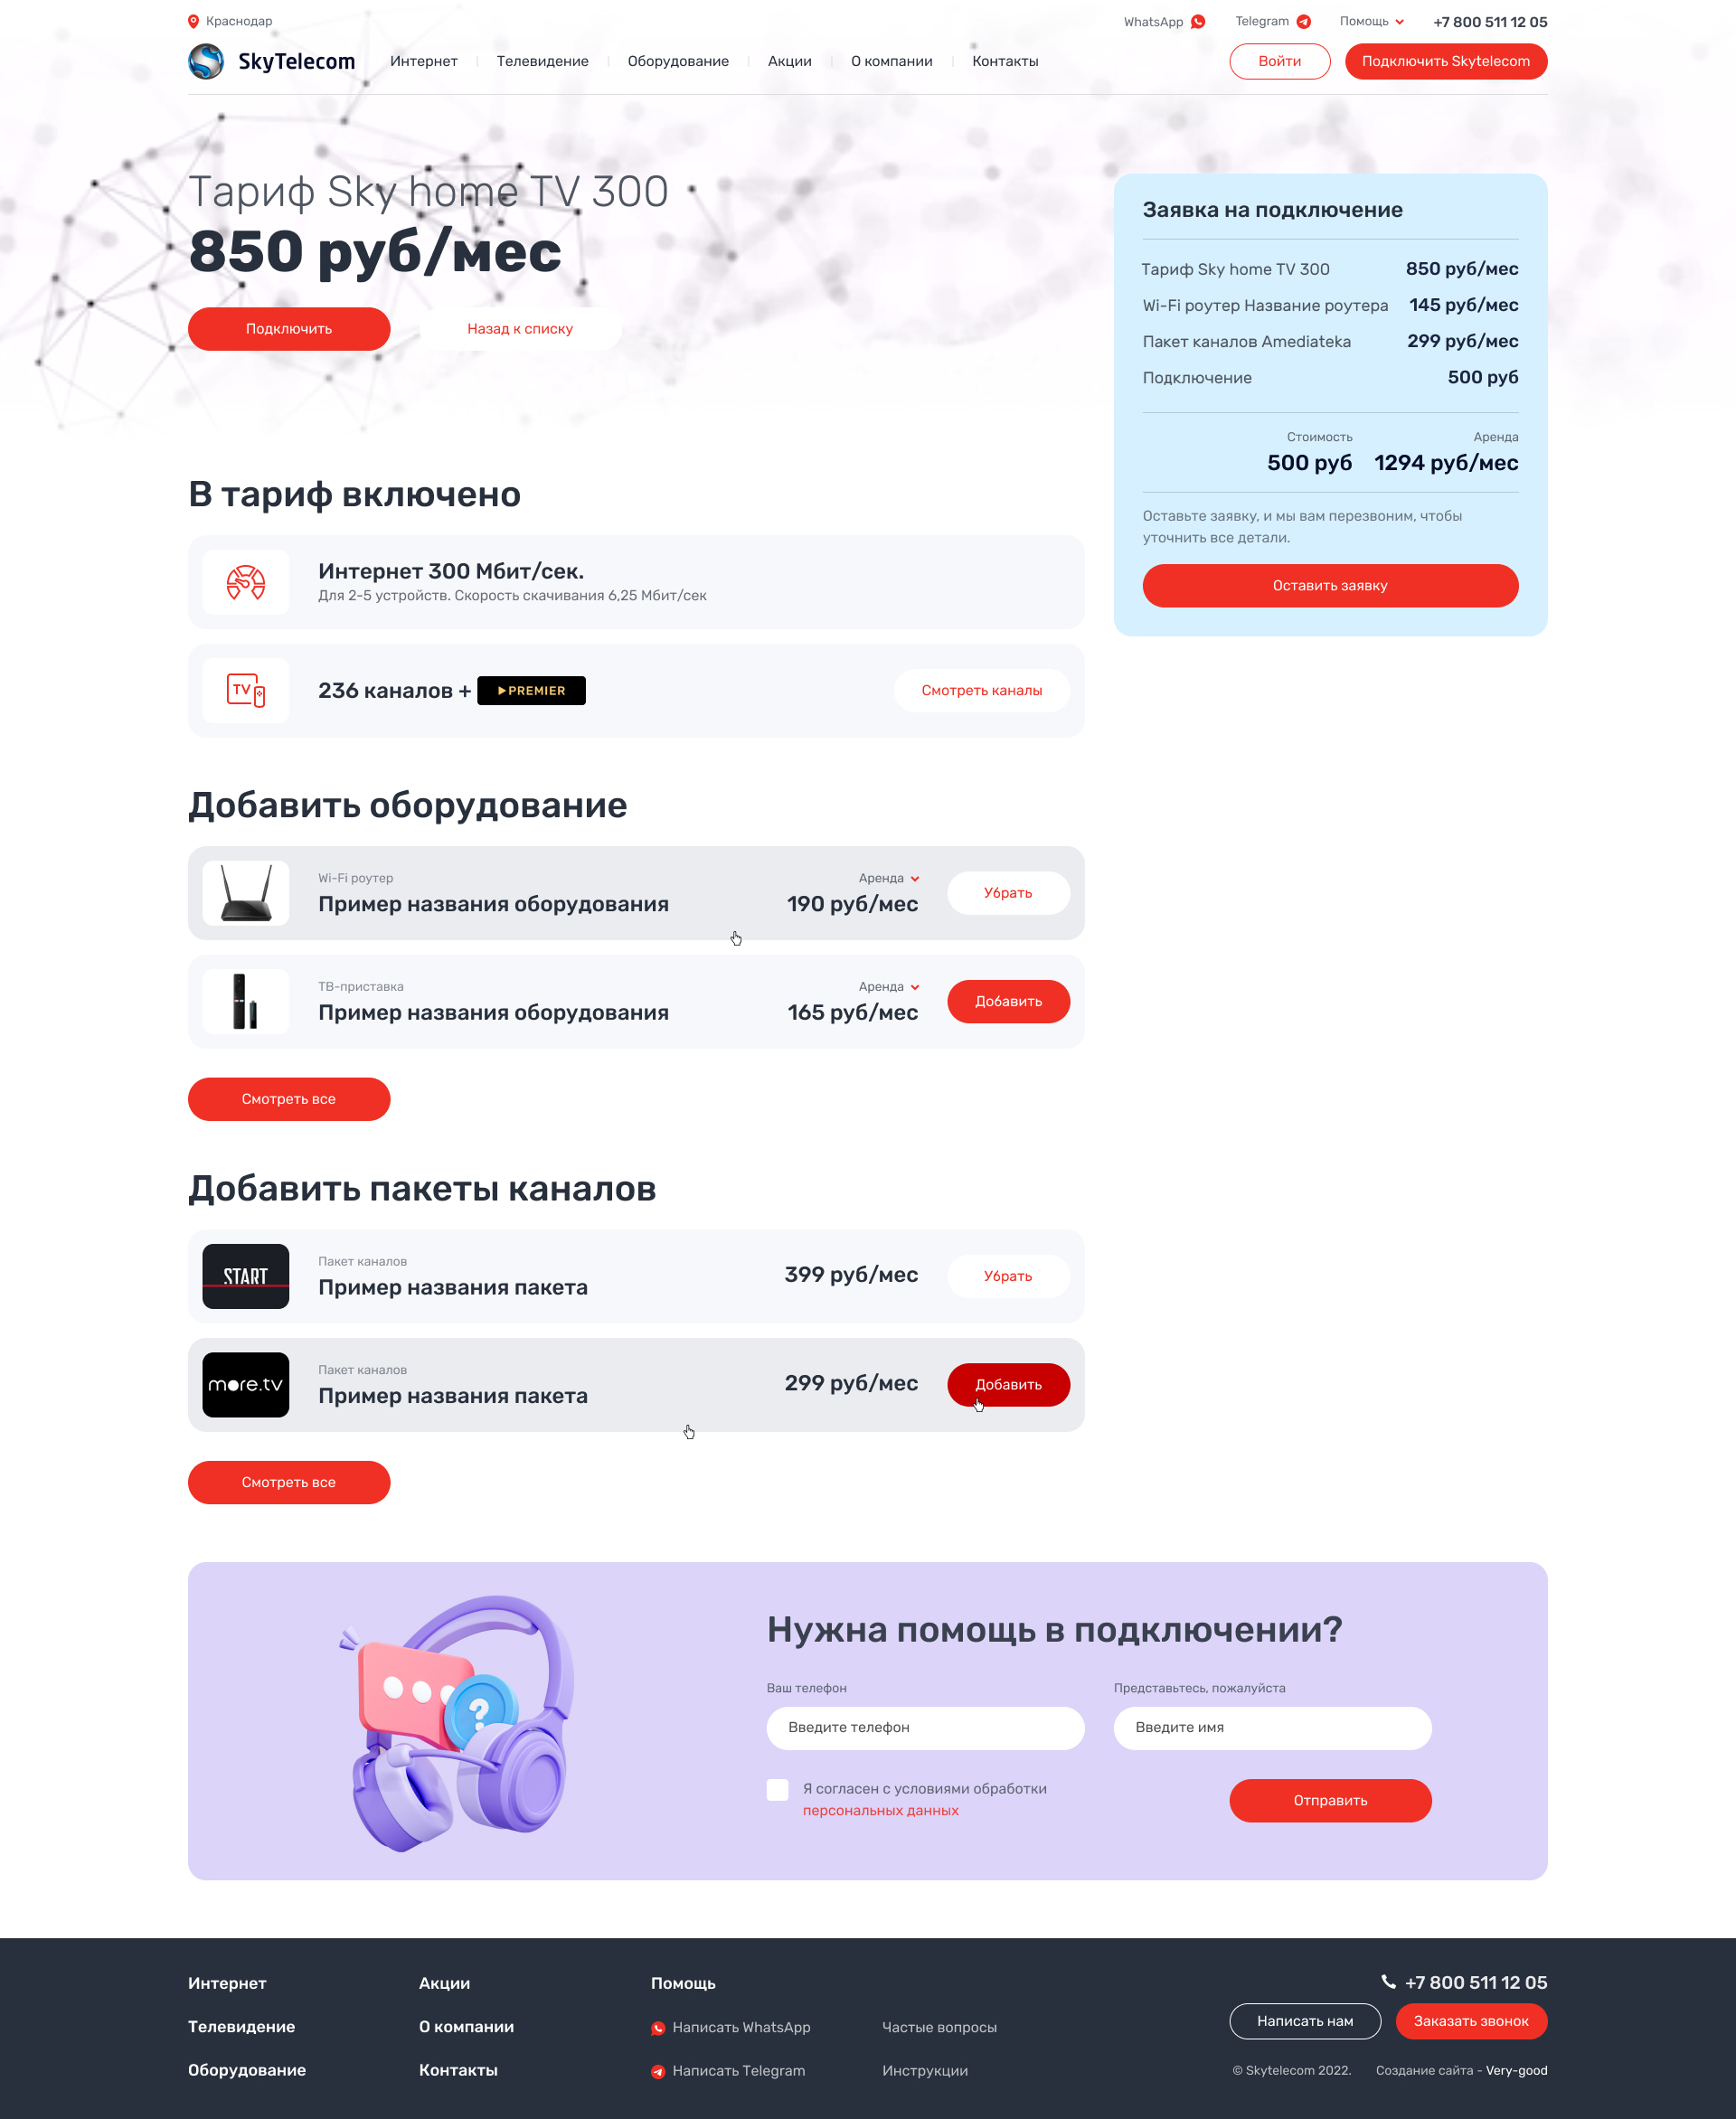 Краснодар
WhatsApp
Telegram
Помощь
+7 800 511 12 05
SkyTelecom
Интернет
Телевидение
Оборудование
Акции
О компании
Контакты
Войти
Подключить Skytelecom
Тариф Sky home TV 300
850 руб/мес
Подключить
Назад к списку
Заявка на подключение
Тариф Sky home TV 300 850 руб/мес
Wi-Fi роутер Название роутера 145 руб/мес
Пакет каналов Amediateka 299 руб/мес
Подключение 500 руб
Стоимость Аренда
500 руб 1294 руб/мес
Оставьте заявку, и мы вам перезвоним, чтобы
уточнить все детали.
Оставить заявку
В тариф включено
Интернет 300 Мбит/сек.
Для 2-5 устройств. Скорость скачивания 6,25 Мбит/сек
TV
236 каналов + PREMIER
Смотреть каналы
Добавить оборудование
Wi-Fi роутер
Пример названия оборудования
Аренда
190 руб/мес
Убрать
ТВ-приставка
Пример названия оборудования
Аренда
165 руб/мес
Добавить
Смотреть все
Добавить пакеты каналов
START
Пакет каналов
Пример названия пакета
399 руб/мес
Убрать
more.tv
Пакет каналов
Пример названия пакета
299 руб/мес
Добавить
Смотреть все
?
Нужна помощь в подключении?
Ваш телефон
Введите телефон
Представьтесь, пожалуйста
Введите имя
Я согласен с условиями обработки
персональных данных
Отправить
Интернет
Телевидение
Оборудование
Акции
О компании
Контакты
Помощь
Написать WhatsApp
Написать Telegram
Частые вопросы
Инструкции
+7 800 511 12 05
Написать нам
Заказать звонок
© Skytelecom 2022.
Создание сайта - Very-good